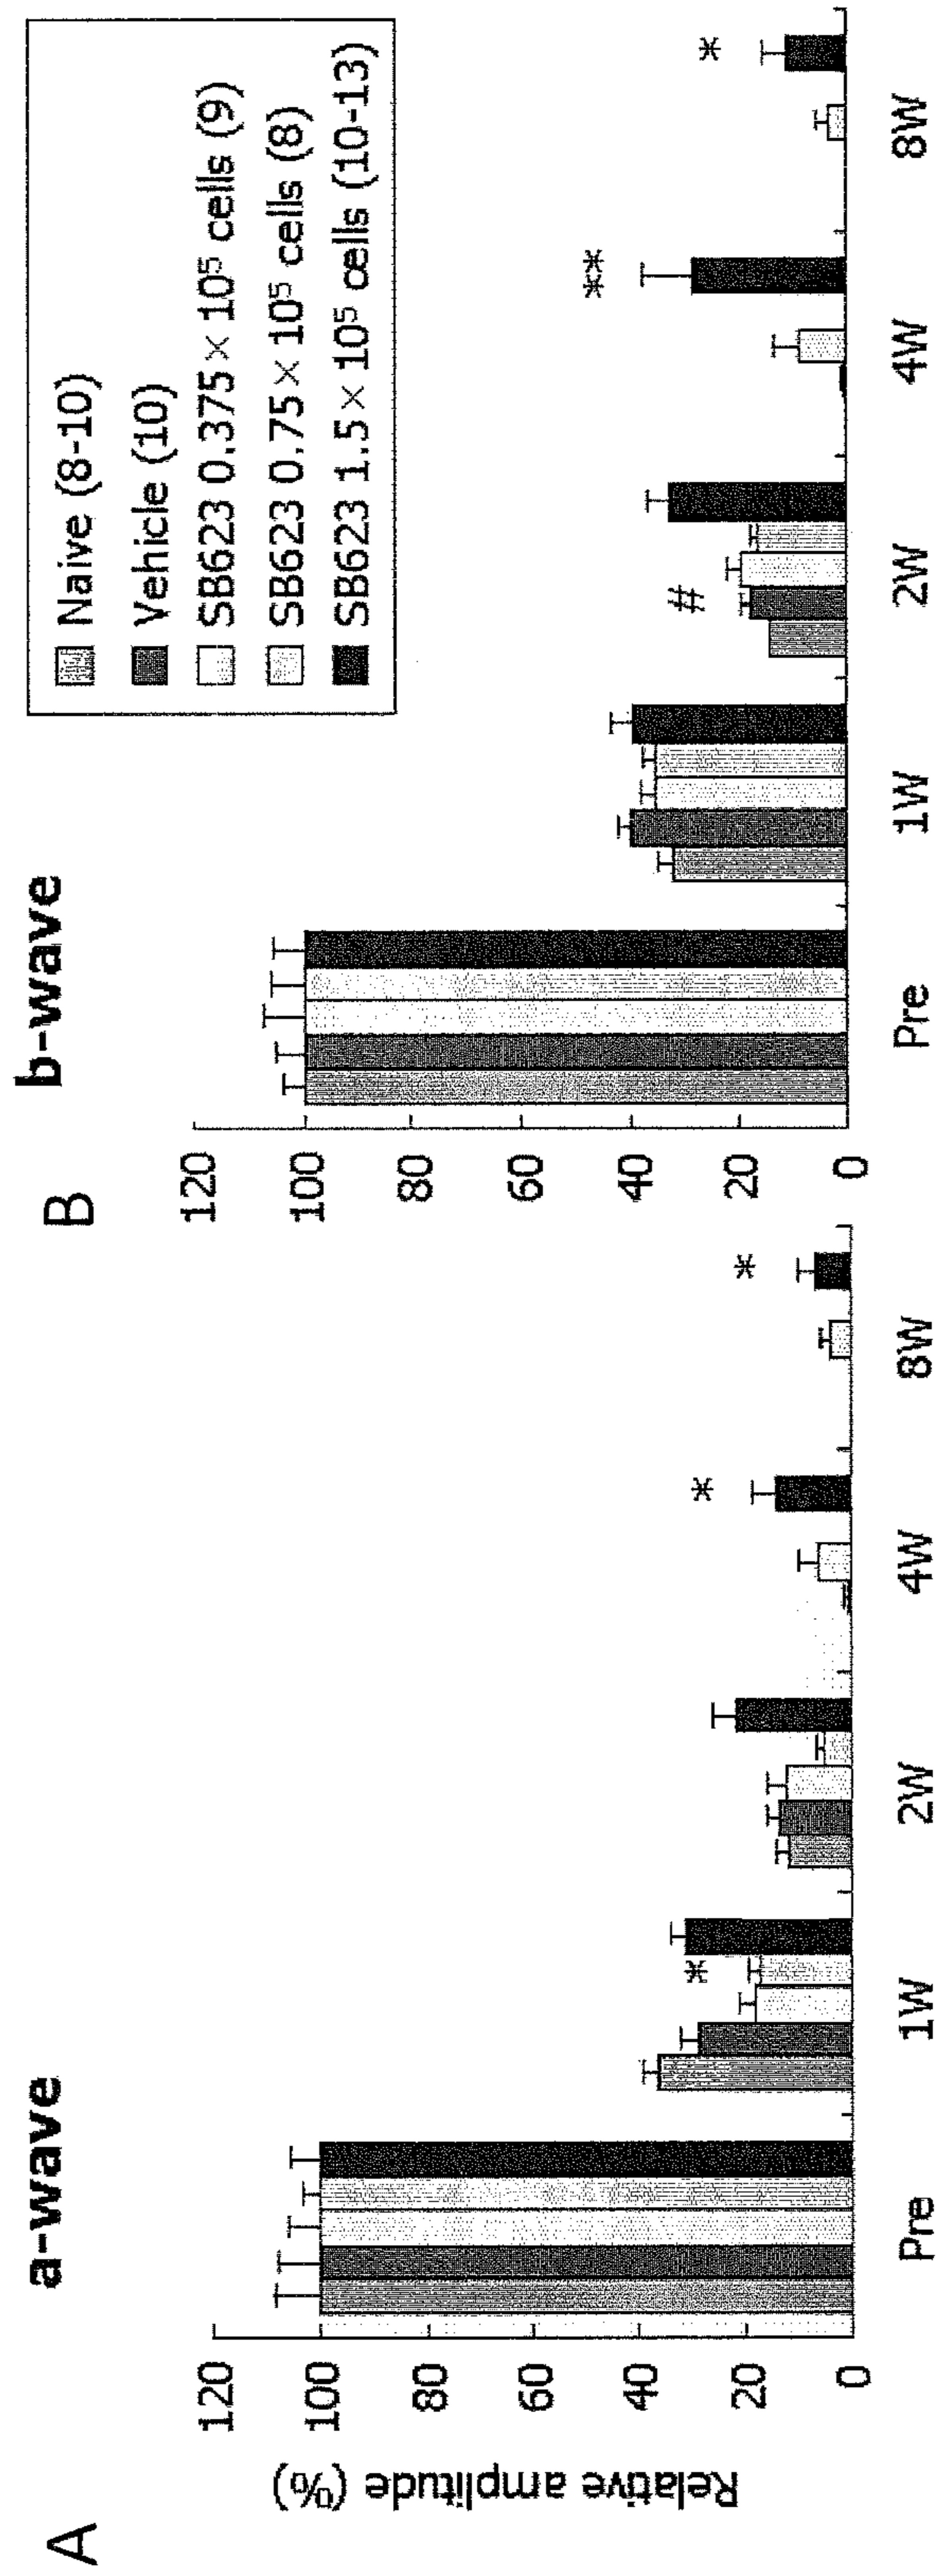 A
a-wave
Relative amplitude (%)
120
100
80
60
40
20
0
*
*
*
Pre
1W
2W
4W
8W
B
b-wave
Naive (8-10)
Vehicle (10)
SB623 0.375 × 10⁵ cells (9)
SB623 0.75 × 10⁵ cells (8)
SB623 1.5 × 10⁵ cells (10-13)
120
100
80
60
40
20
0
#
**
*
Pre
1W
2W
4W
8W